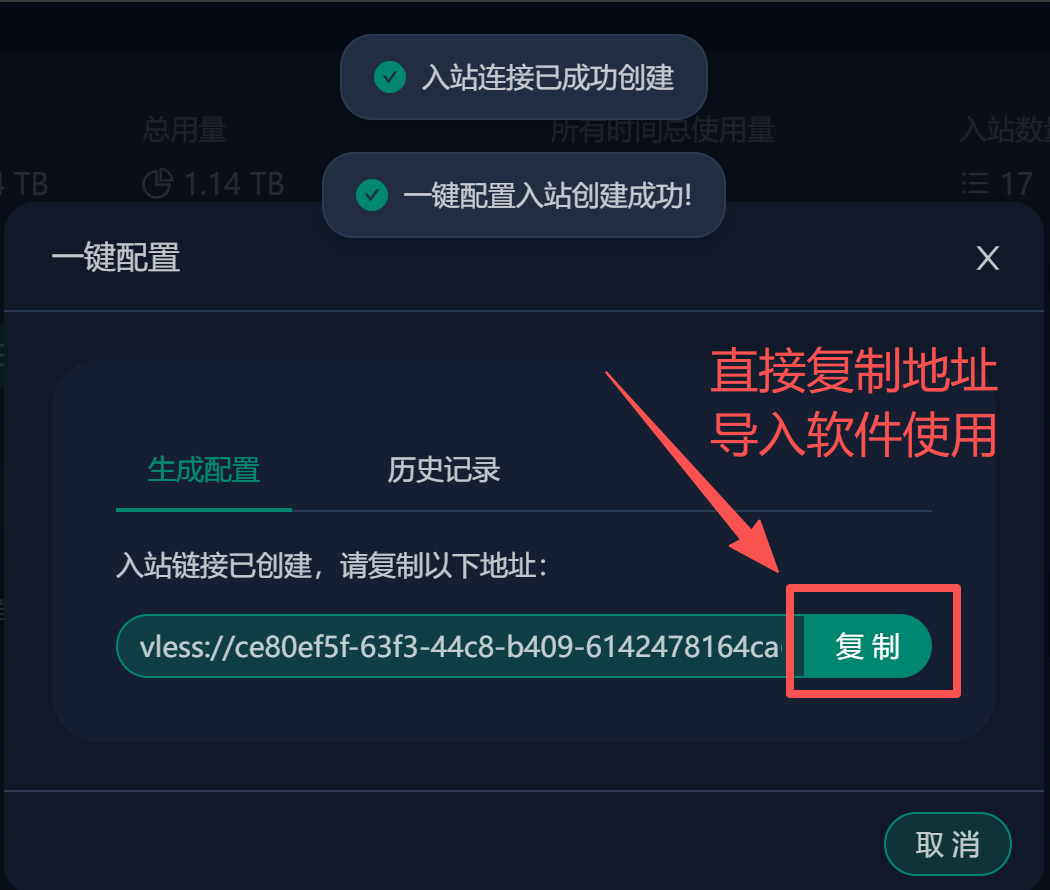 入站连接已成功创建
总用量
所有时间总使用量
入站数
TB
1.14 TB
17
一键配置入站创建成功!
一键配置
X
直接复制地址
导入软件使用
生成配置
历史记录
入站链接已创建，请复制以下地址：
vless://ce80ef5f-63f3-44c8-b409-6142478164ca
复制
取消